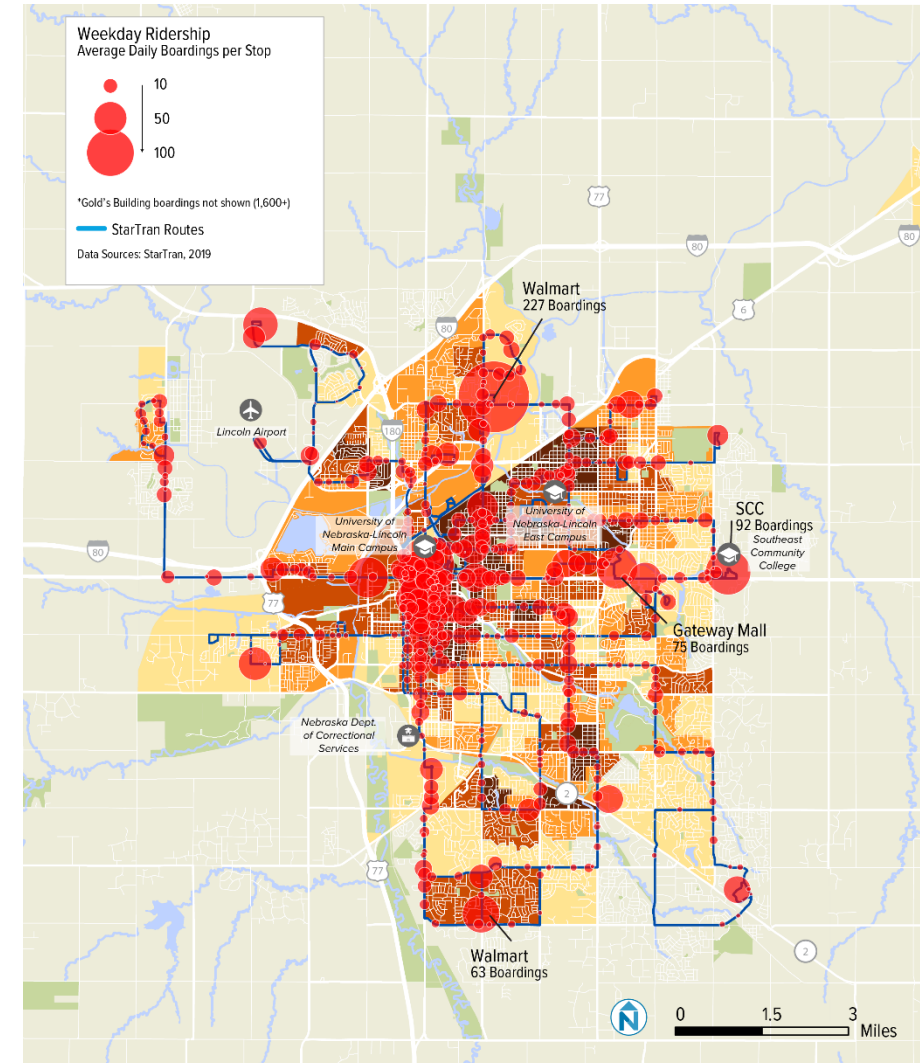 Weekday Ridership
Average Daily Boardings per Stop
10
50
100
*Gold's Building boardings not shown (1,600+)
StarTran Routes
Data Sources: StarTran, 2019
77
80
80
6
Walmart
227 Boardings
80
Lincoln Airport
180
University of
Nebraska-Lincoln
Main Campus
University of
Nebraska-Lincoln
East Campus
SCC
92 Boardings
Southeast
Community
College
80
77
Gateway Mall
75 Boardings
Nebraska Dept.
of Correctional
Services
2
77
Walmart
63 Boardings
2
N
0
1.5
3
Miles